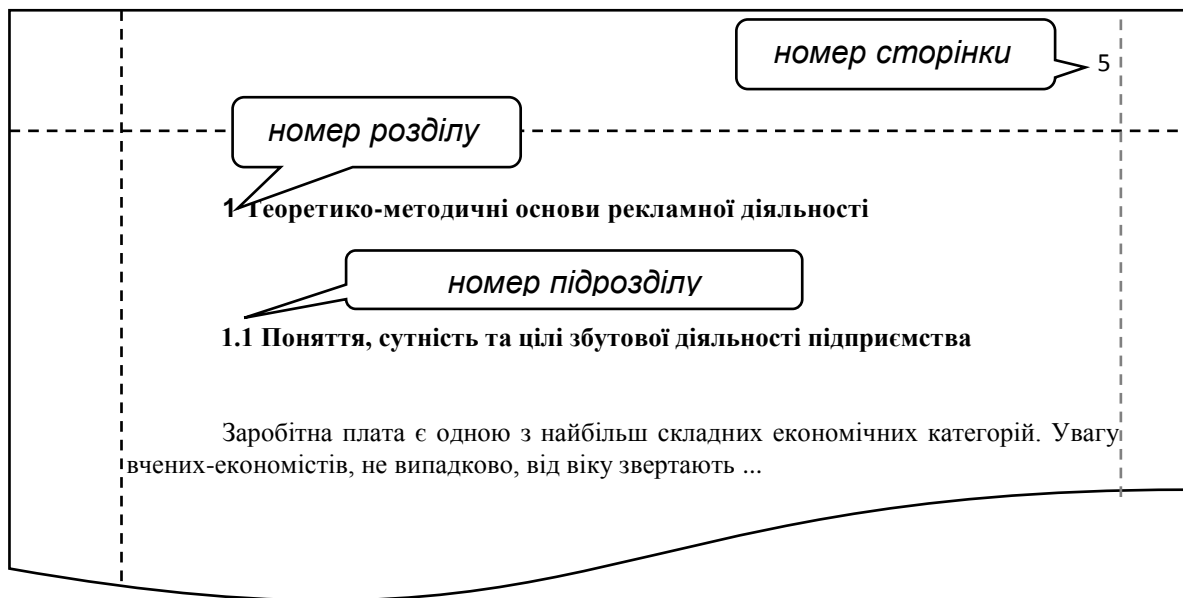 номер сторінки
5
номер розділу
1 Теоретико-методичні основи рекламної діяльності
номер підрозділу
1.1 Поняття, сутність та цілі збутової діяльності підприємства
Заробітна плата є одною з найбільш складних економічних категорій. Увагу
вчених-економістів, не випадково, від віку звертають ...